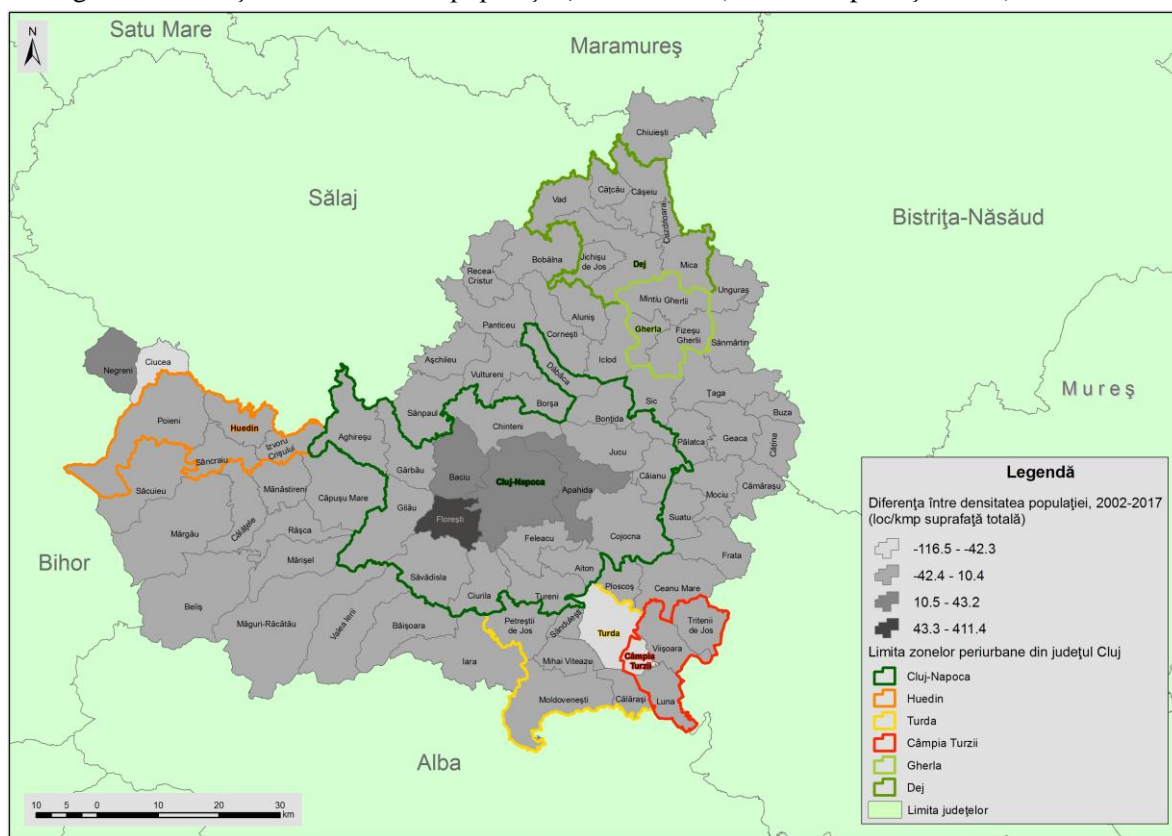 N
Satu Mare
Maramureş
Sălaj
Bistriţa-Năsăud
Mureş
Bihor
Alba
Chiuieşti
Câţcău
Câşeiu
Vad
Cuzdrioara
Bobâlna
Jichişu
de Jos
Dej
Mica
Recea-
Cristur
Unguraş
Mintiu Gherlii
Aluniş
Panticeu
Corneşti
Gherla
Fizeşu
Gherlii
Sânmărtin
Negreni
Ciucea
Aşchileu
Iclod
Dăbâca
Vultureni
Borşa
Ţaga
Sic
Poieni
Huedin
Sânpaul
Bonţida
Buza
Chinteni
Aghireşu
Izvoru
Crişului
Pălatca
Geaca
Cătina
Jucu
Sâncraiu
Gârbău
Baciu
Cluj-Napoca
Căianu
Săcuieu
Mănăstireni
Căpuşu Mare
Apahida
Mociu
Cămăraşu
Gilău
Floreşti
Suatu
Mărgău
Călăţele
Râşca
Feleacu
Cojocna
Frata
Mărişel
Săvădisla
Aiton
Ploscoş
Ceanu Mare
Ciurila
Tureni
Beliş
Măguri-Răcătău
Valea Ierii
Băişoara
Petreştii
de Jos
Sănduleşti
Turda
Tritenii
de Jos
Câmpia
Turzii
Viişoara
Iara
Mihai Viteazu
Moldoveneşti
Călăraşi
Luna
Legendă
Diferenţa între densitatea populaţiei, 2002-2017
(loc/kmp suprafaţă totală)
-116.5 - -42.3
-42.4 - 10.4
10.5 - 43.2
43.3 - 411.4
Limita zonelor periurbane din judeţul Cluj
Cluj-Napoca
Huedin
Turda
Câmpia Turzii
Gherla
Dej
Limita judeţelor
10 5 0 10 20 30
km